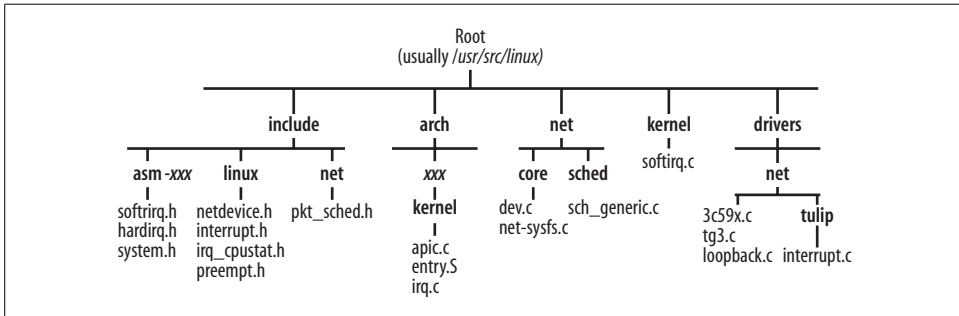 Root
(usually /usr/src/linux)
include arch net kernel drivers
asm -xxx linux net xxx core sched softirq.c net
softrirq.h netdevice.h pkt_sched.h kernel dev.c sch_generic.c 3c59x.c tulip
hardirq.h interrupt.h apic.c net-sysfs.c tg3.c
system.h irq_cpustat.h entry.S loopback.c interrupt.c
preempt.h irq.c